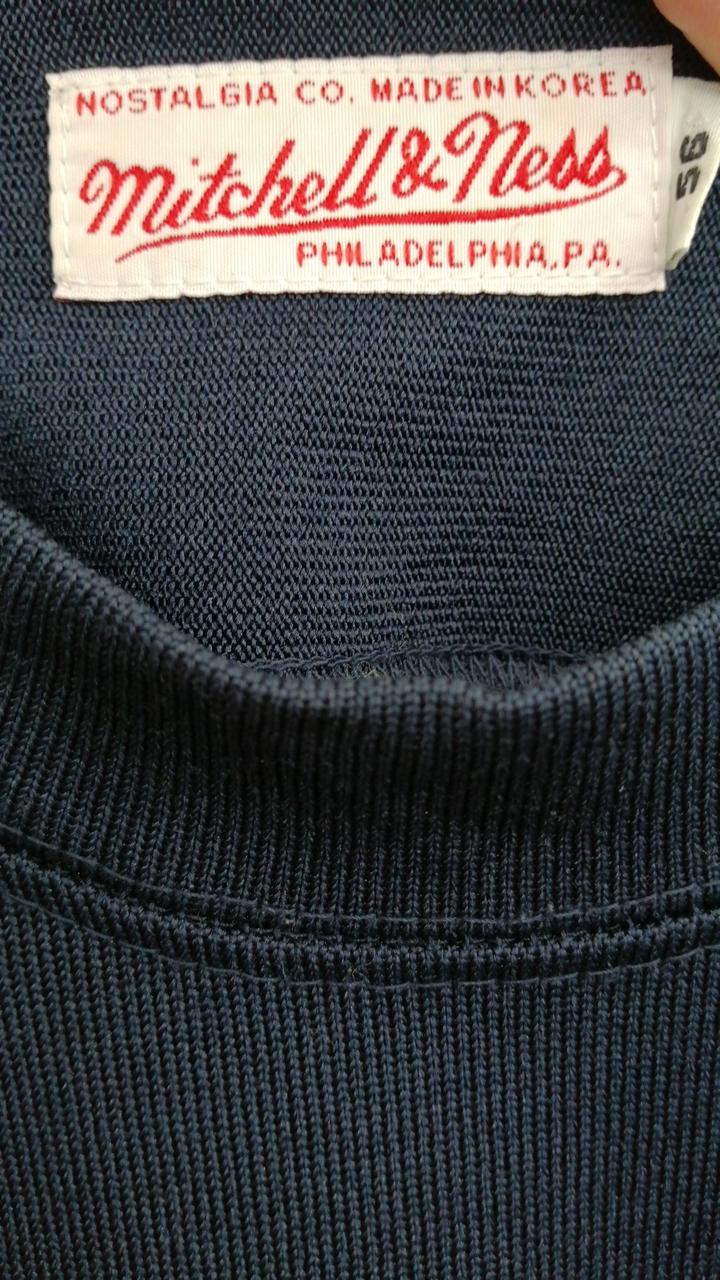 NOSTALGIA CO. MADE IN KOREA
Mitchell & Ness
PHILADELPHIA, PA.
56